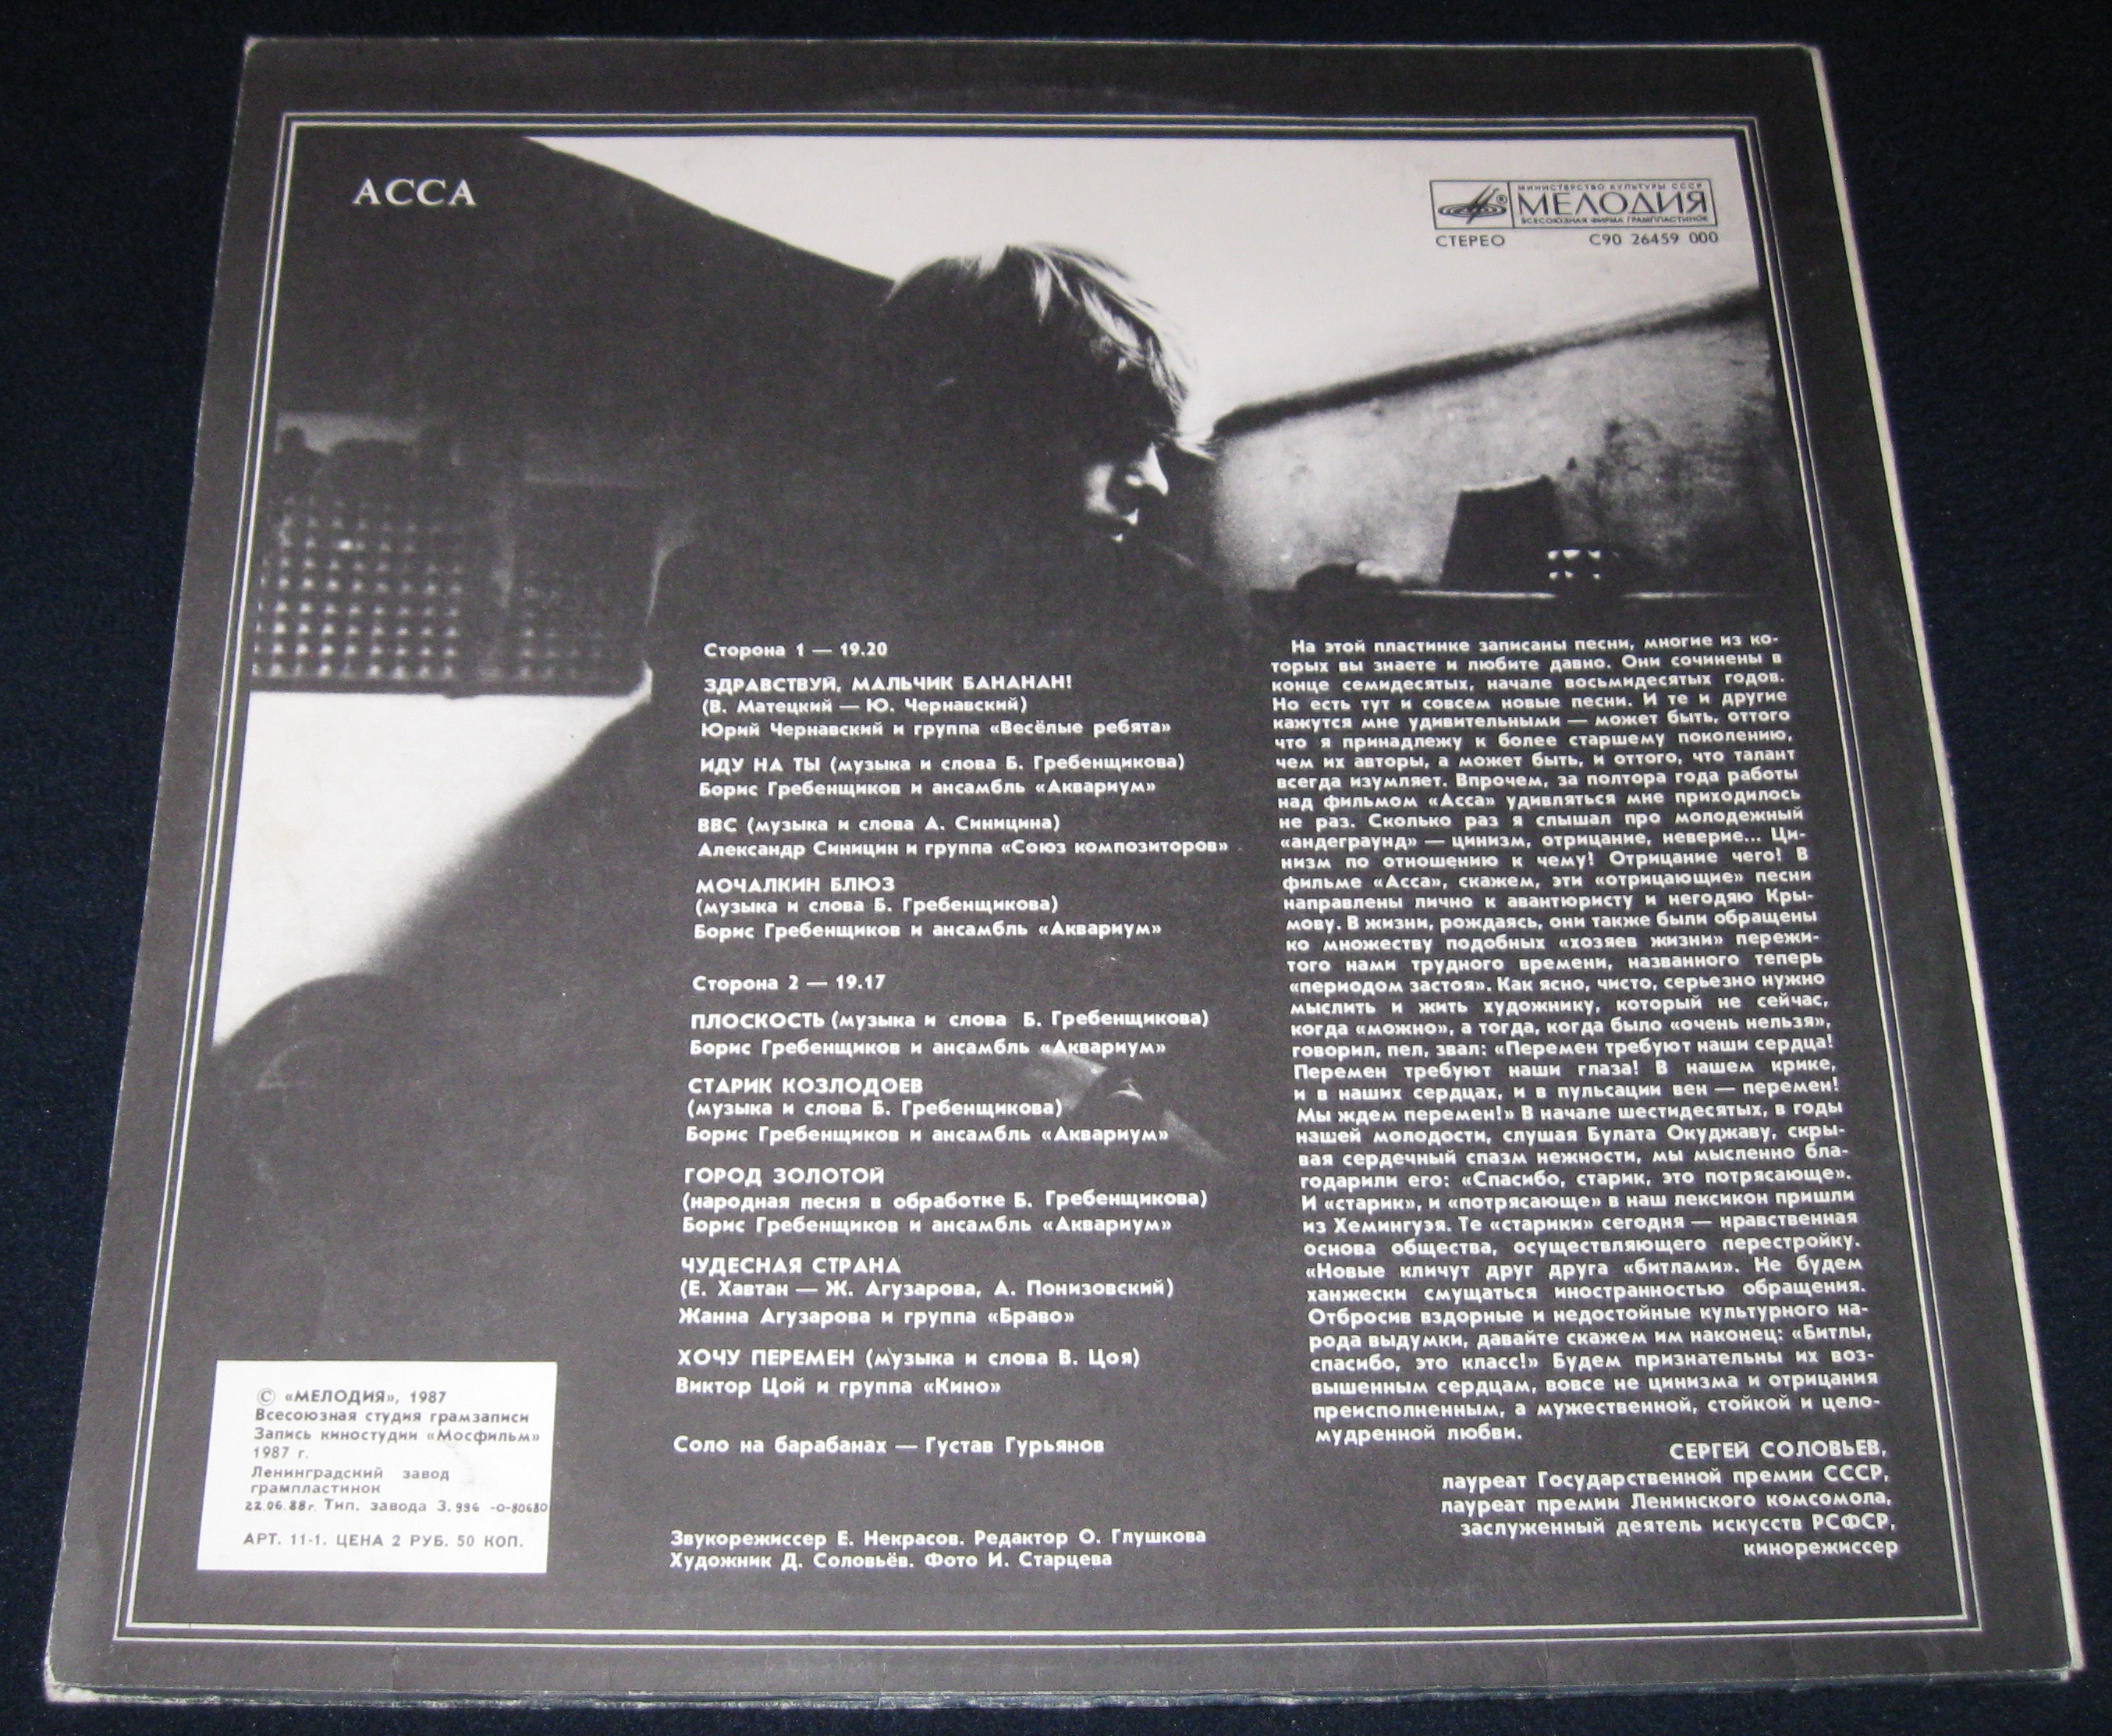 АССА
МИНИСТЕРСТВО КУЛЬТУРЫ СССР
МЕЛОДИЯ
ВСЕСОЮЗНАЯ ФИРМА ГРАМПЛАСТИНОК
СТЕРЕО С90 26459 000
Сторона 1 — 19.20
ЗДРАВСТВУЙ, МАЛЬЧИК БАНАНАН!
(В. Матецкий — Ю. Чернавский)
Юрий Чернавский и группа «Весёлые ребята»
ИДУ НА ТЫ (музыка и слова Б. Гребенщикова)
Борис Гребенщиков и ансамбль «Аквариум»
ВВС (музыка и слова А. Синицина)
Александр Синицин и группа «Союз композиторов»
МОЧАЛКИН БЛЮЗ
(музыка и слова Б. Гребенщикова)
Борис Гребенщиков и ансамбль «Аквариум»
Сторона 2 — 19.17
ПЛОСКОСТЬ (музыка и слова Б. Гребенщикова)
Борис Гребенщиков и ансамбль «Аквариум»
СТАРИК КОЗЛОДОЕВ
(музыка и слова Б. Гребенщикова)
Борис Гребенщиков и ансамбль «Аквариум»
ГОРОД ЗОЛОТОЙ
(народная песня в обработке Б. Гребенщикова)
Борис Гребенщиков и ансамбль «Аквариум»
ЧУДЕСНАЯ СТРАНА
(Е. Хавтан — Ж. Агузарова, А. Понизовский)
Жанна Агузарова и группа «Браво»
ХОЧУ ПЕРЕМЕН (музыка и слова В. Цоя)
Виктор Цой и группа «Кино»
Соло на барабанах — Густав Гурьянов
Звукорежиссер Е. Некрасов. Редактор О. Глушкова
Художник Д. Соловьёв. Фото И. Старцева
На этой пластинке записаны песни, многие из ко-
торых вы знаете и любите давно. Они сочинены в
конце семидесятых, начале восьмидесятых годов.
Но есть тут и совсем новые песни. И те и другие
кажутся мне удивительными — может быть, оттого
что я принадлежу к более старшему поколению,
чем их авторы, а может быть, и оттого, что талант
всегда изумляет. Впрочем, за полтора года работы
над фильмом «Асса» удивляться мне приходилось
не раз. Сколько раз я слышал про молодежный
«андеграунд» — цинизм, отрицание, неверие... Ци-
низм по отношению к чему! Отрицание чего! В
фильме «Асса», скажем, эти «отрицающие» песни
направлены лично к авантюристу и негодяю Кры-
мову. В жизни, рождаясь, они также были обращены
ко множеству подобных «хозяев жизни» пережи-
того нами трудного времени, названного теперь
«периодом застоя». Как ясно, чисто, серьезно нужно
мыслить и жить художнику, который не сейчас,
когда «можно», а тогда, когда было «очень нельзя»,
говорил, пел, звал: «Перемен требуют наши сердца!
Перемен требуют наши глаза! В нашем крике,
и в наших сердцах, и в пульсации вен — перемен!
Мы ждем перемен!» В начале шестидесятых, в годы
нашей молодости, слушая Булата Окуджаву, скры-
вая сердечный спазм нежности, мы мысленно бла-
годарили его: «Спасибо, старик, это потрясающе».
И «старик», и «потрясающе» в наш лексикон пришли
из Хемингуэя. Те «старики» сегодня — нравственная
основа общества, осуществляющего перестройку.
«Новые кличут друг друга «битлами». Не будем
ханжески смущаться иностранностью обращения.
Отбросив вздорные и недостойные культурного на-
рода выдумки, давайте скажем им наконец: «Битлы,
спасибо, это класс!» Будем признательны их воз-
вышенным сердцам, вовсе не цинизма и отрицания
преисполненным, а мужественной, стойкой и цело-
мудренной любви.
СЕРГЕЙ СОЛОВЬЕВ,
лауреат Государственной премии СССР,
лауреат премии Ленинского комсомола,
заслуженный деятель искусств РСФСР,
кинорежиссер
© «МЕЛОДИЯ», 1987
Всесоюзная студия грамзаписи
Запись киностудии «Мосфильм»
1987 г.
Ленинградский завод
грампластинок
22.06.88г. Тип. завода З. 996 -0-80680
АРТ. 11-1. ЦЕНА 2 РУБ. 50 КОП.